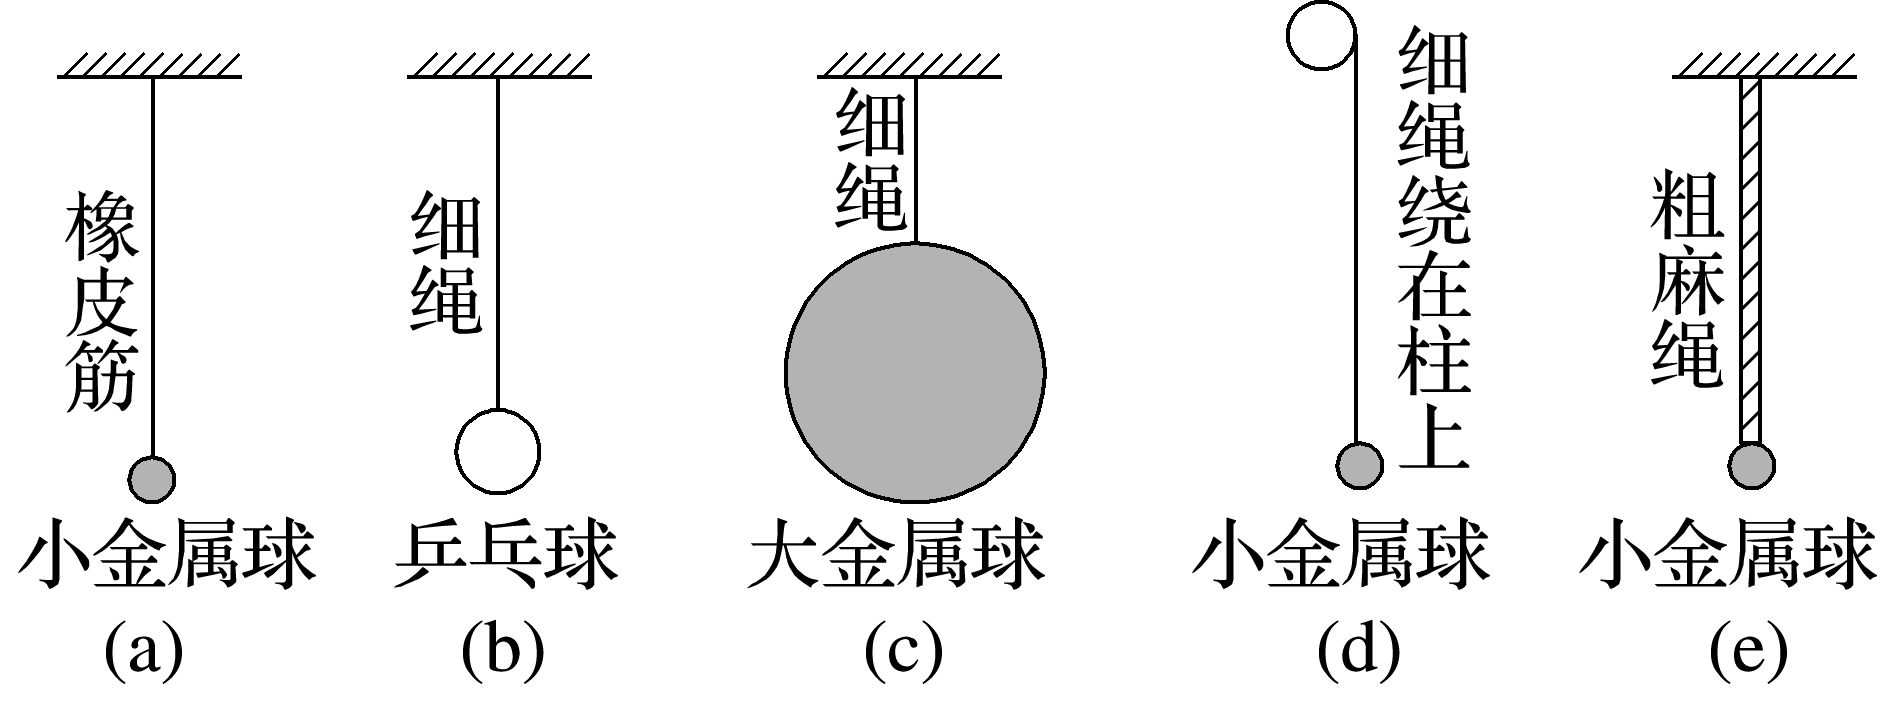 橡皮筋
小金属球
(a)
细绳
乒乓球
(b)
细绳
大金属球
(c)
细绳绕在柱上
小金属球
(d)
粗麻绳
小金属球
(e)